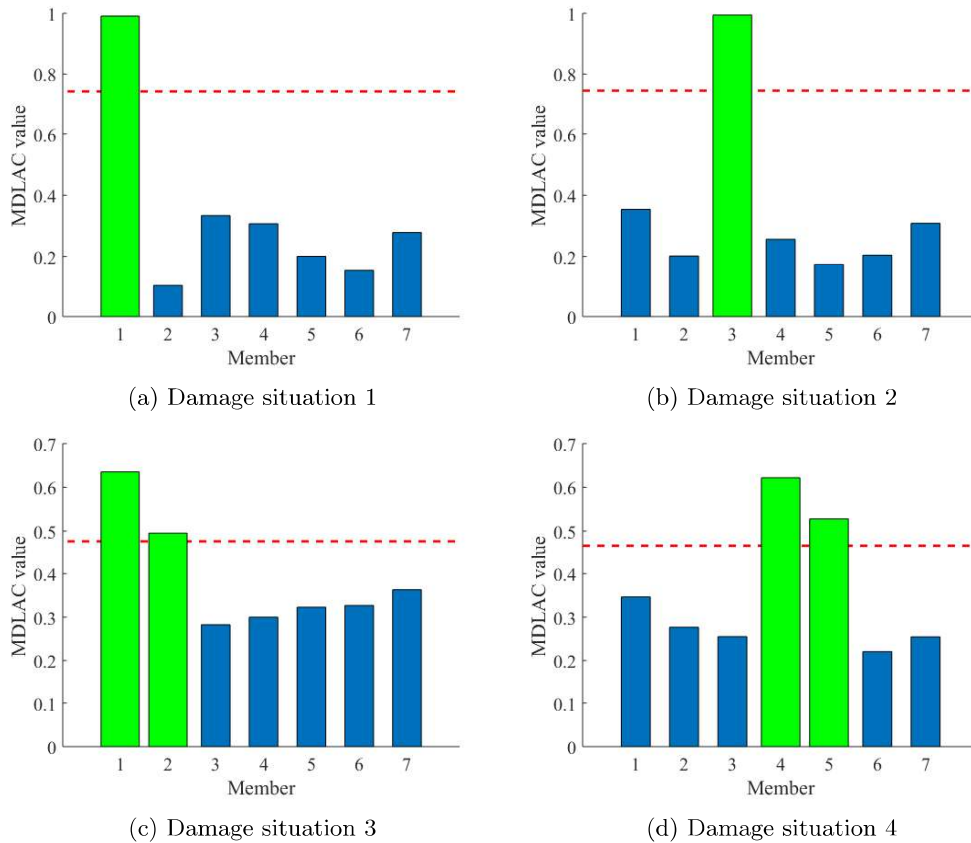 1
0.8
0.6
0.4
0.2
0
MDLAC value
1 2 3 4 5 6 7
Member
(a) Damage situation 1
1
0.8
0.6
0.4
0.2
0
MDLAC value
1 2 3 4 5 6 7
Member
(b) Damage situation 2
0.7
0.6
0.5
0.4
0.3
0.2
0.1
0
MDLAC value
1 2 3 4 5 6 7
Member
(c) Damage situation 3
0.7
0.6
0.5
0.4
0.3
0.2
0.1
0
MDLAC value
1 2 3 4 5 6 7
Member
(d) Damage situation 4